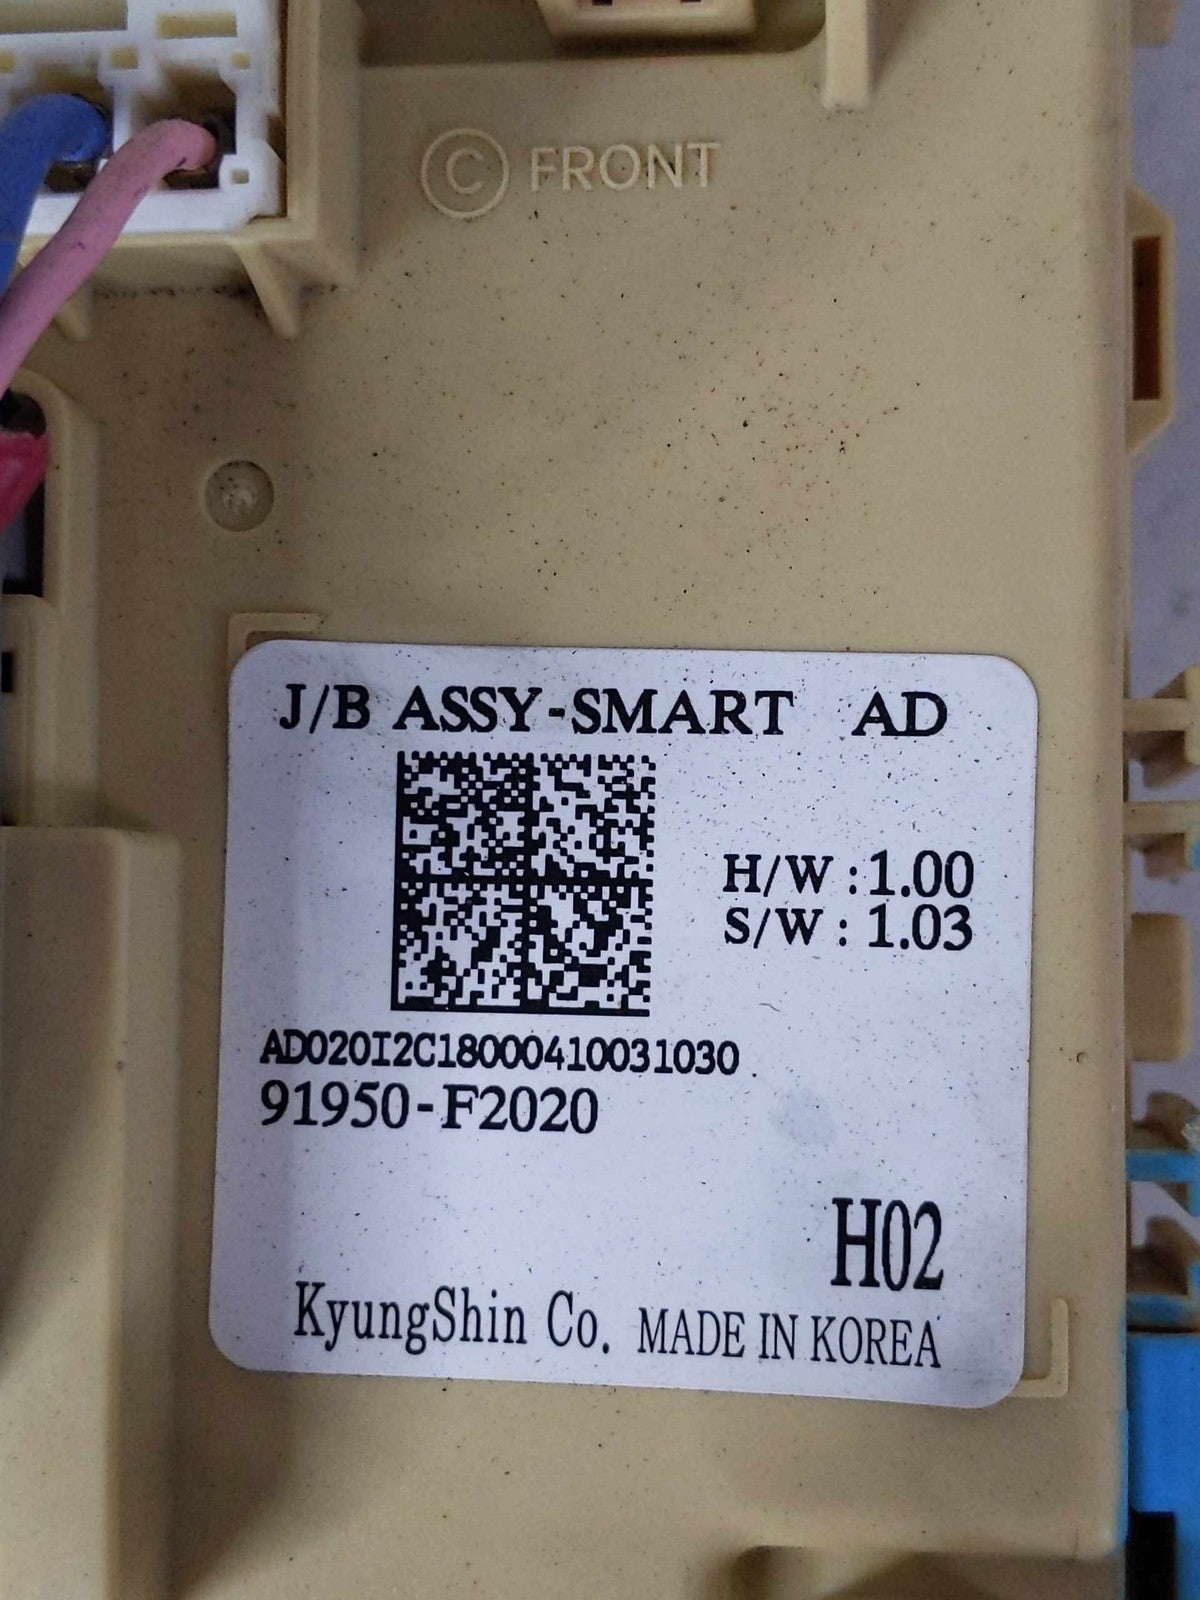 © FRONT
J/B ASSY-SMART AD
H/W : 1.00
S/W : 1.03
AD020I2C18000410031030
91950-F2020
H02
KyungShin Co. MADE IN KOREA